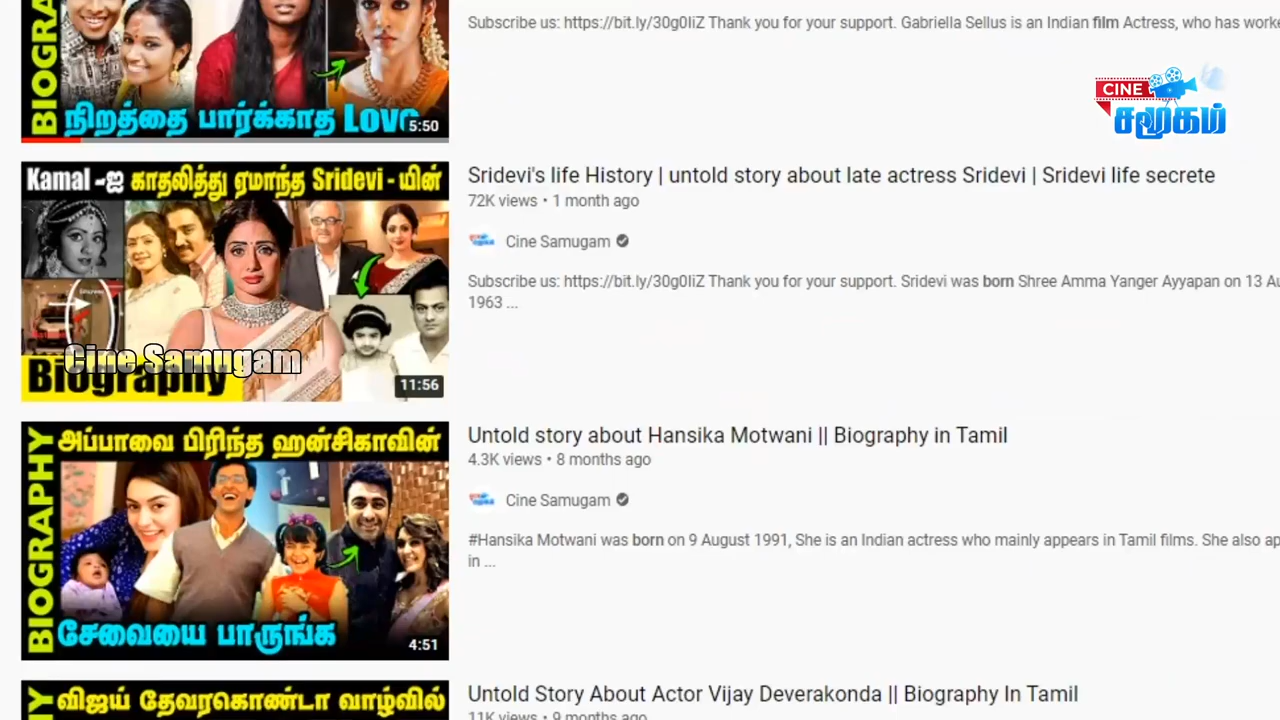 Subscribe us: https://bit.ly/30g0IiZ Thank you for your support. Gabriella Sellus is an Indian film Actress, who has worke
BIOGRA
நிறத்தை பார்க்காத Love
5:50
CINE
சமூகம்
Kamal -ஐ காதலித்து ஏமாந்த Sridevi - யின்
Cine Samugam
Biography
11:56
Sridevi's life History | untold story about late actress Sridevi | Sridevi life secrete
72K views • 1 month ago
Cine Samugam
Subscribe us: https://bit.ly/30g0IiZ Thank you for your support. Sridevi was born Shree Amma Yanger Ayyapan on 13 Au
1963 ...
BIOGRAPHY
அப்பாவை பிரிந்த ஹன்சிகாவின்
சேவையை பாருங்க
4:51
Untold story about Hansika Motwani || Biography in Tamil
4.3K views • 8 months ago
Cine Samugam
#Hansika Motwani was born on 9 August 1991, She is an Indian actress who mainly appears in Tamil films. She also ap
in ...
HY
விஜய் தேவரகொண்டா வாழ்வில்
Untold Story About Actor Vijay Deverakonda || Biography In Tamil
11K views • 9 months ago